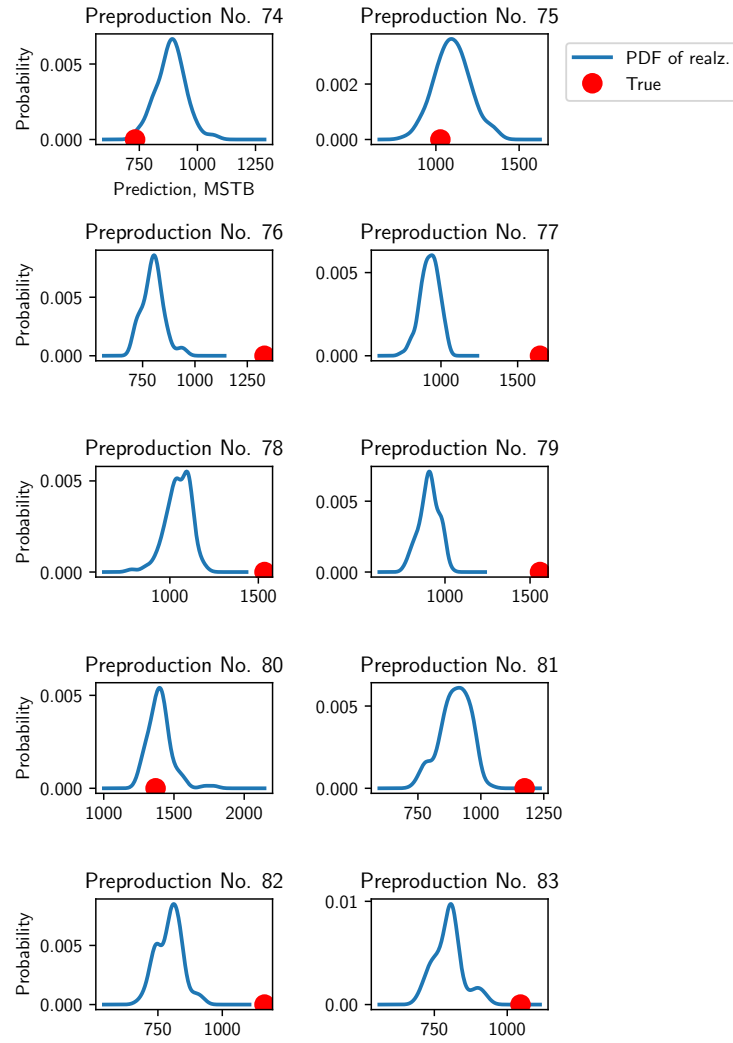 Preproduction No. 74
Preproduction No. 75
PDF of realz.
True
Probability
0.005
0.000
750 1000 1250
Prediction, MSTB
0.002
0.000
1000 1500
Preproduction No. 76
Preproduction No. 77
Probability
0.005
0.000
750 1000 1250
0.005
0.000
1000 1500
Preproduction No. 78
Preproduction No. 79
Probability
0.005
0.000
1000 1500
0.005
0.000
1000 1500
Preproduction No. 80
Preproduction No. 81
Probability
0.005
0.000
1000 1500 2000
0.005
0.000
750 1000 1250
Preproduction No. 82
Preproduction No. 83
Probability
0.005
0.000
750 1000
0.01
0.00
750 1000